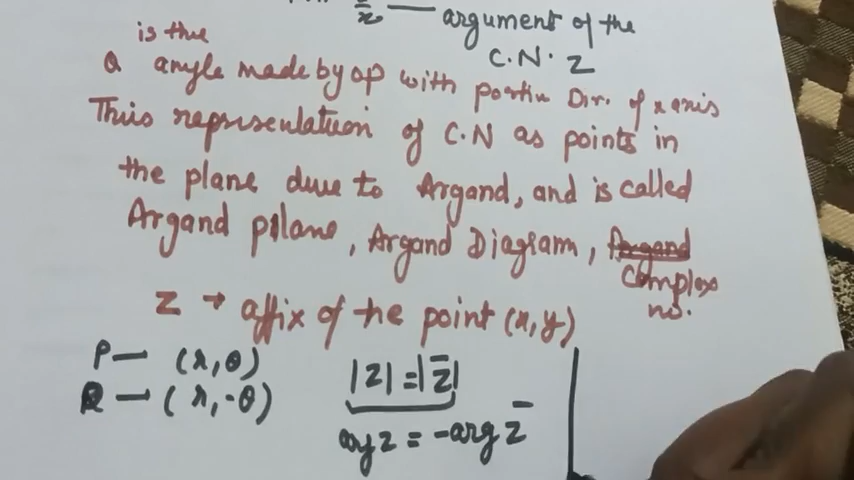 y/x — argument of the
C.N. z
is the
θ angle made by op with positiv Dir. of x axis
This representation of C.N as points in
the plane due to Argand, and is called
Argand plane, Argand Diagram, Argand
complex
no.
z → affix of the point (x,y)
P — (r,θ)
Q — (r,-θ)
|z| = |z̅|
arg z = -arg z̅